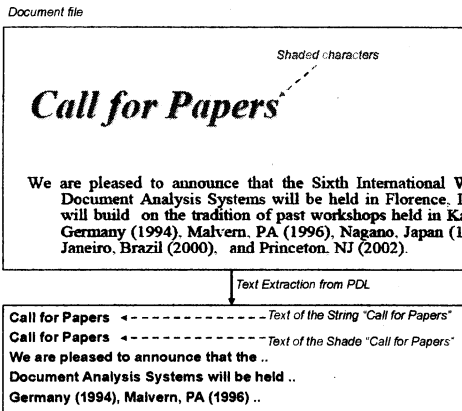 Document file
Shaded characters
Call for Papers
We are pleased to announce that the Sixth International
Document Analysis Systems will be held in Florence,
will build on the tradition of past workshops held in
Germany (1994), Malvern, PA (1996), Nagano, Japan
Janeiro, Brazil (2000), and Princeton, NJ (2002).
Text Extraction from PDL
Call for Papers Text of the String "Call for Papers"
Call for Papers Text of the Shade "Call for Papers"
We are pleased to announce that the ..
Document Analysis Systems will be held ..
Germany (1994), Malvern, PA (1996) ..